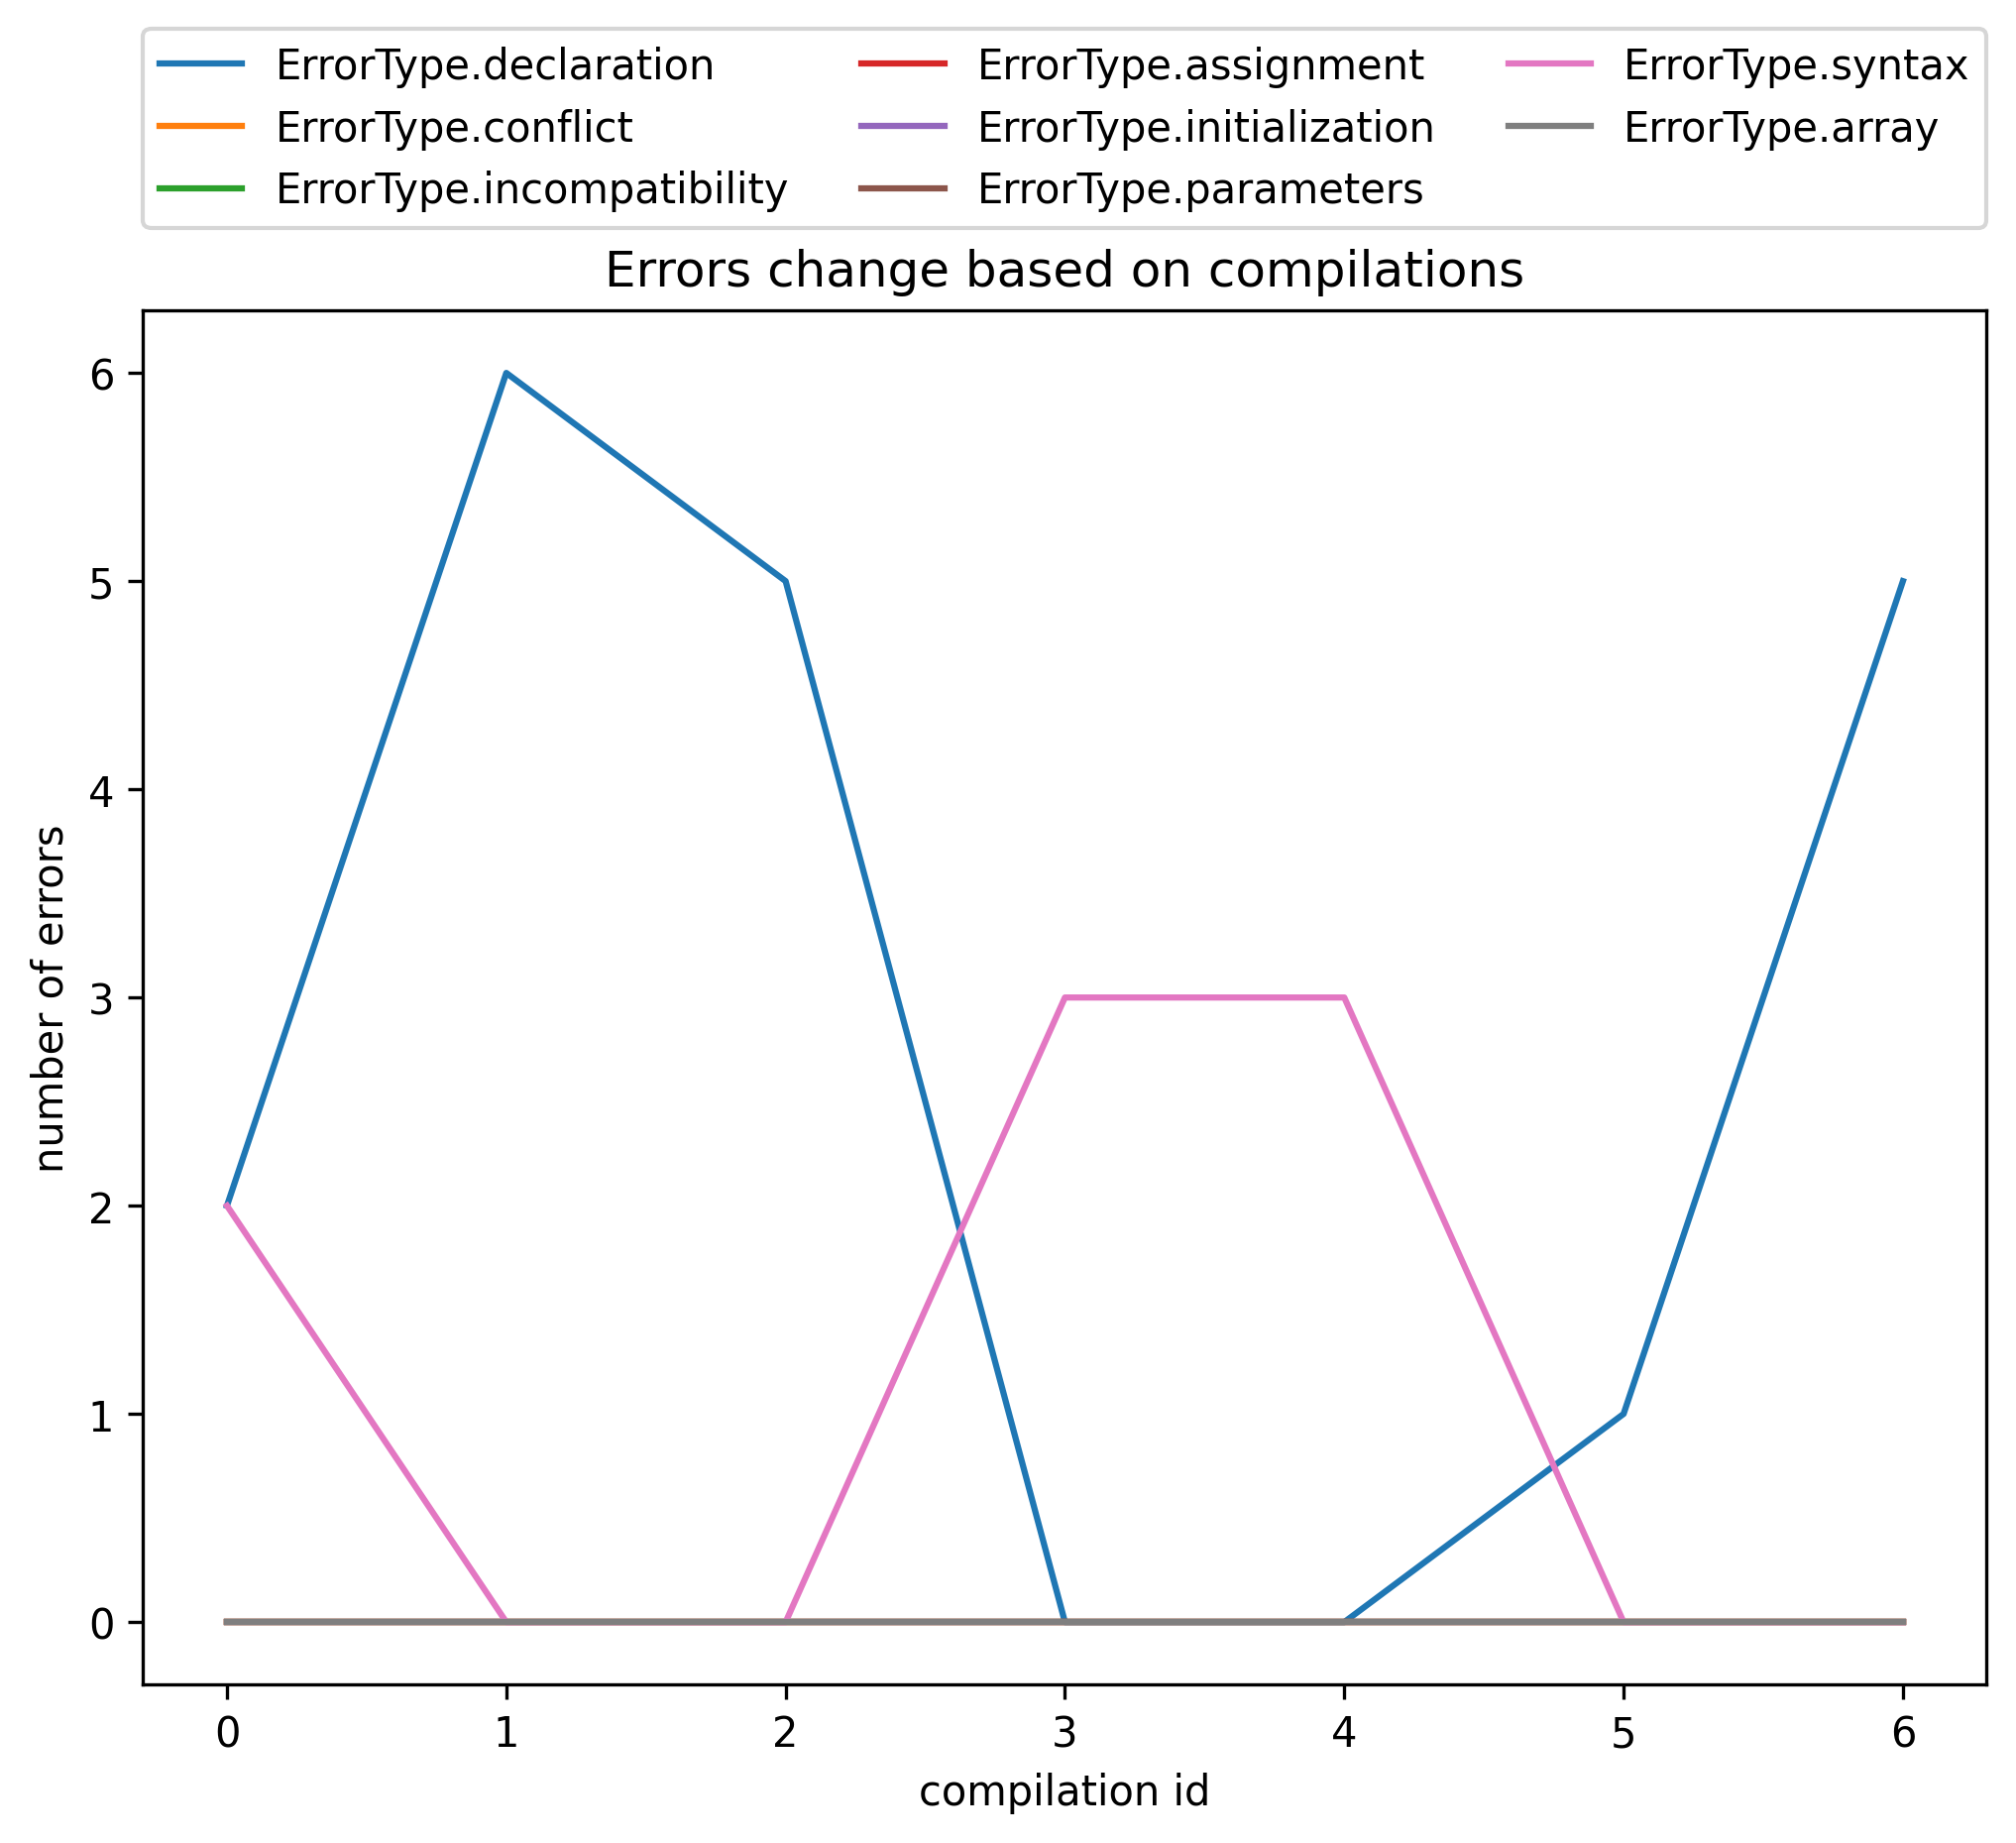 ErrorType.declaration
ErrorType.conflict
ErrorType.incompatibility
ErrorType.assignment
ErrorType.initialization
ErrorType.parameters
ErrorType.syntax
ErrorType.array
Errors change based on compilations
number of errors
6
5
4
3
2
1
0
0 1 2 3 4 5 6
compilation id